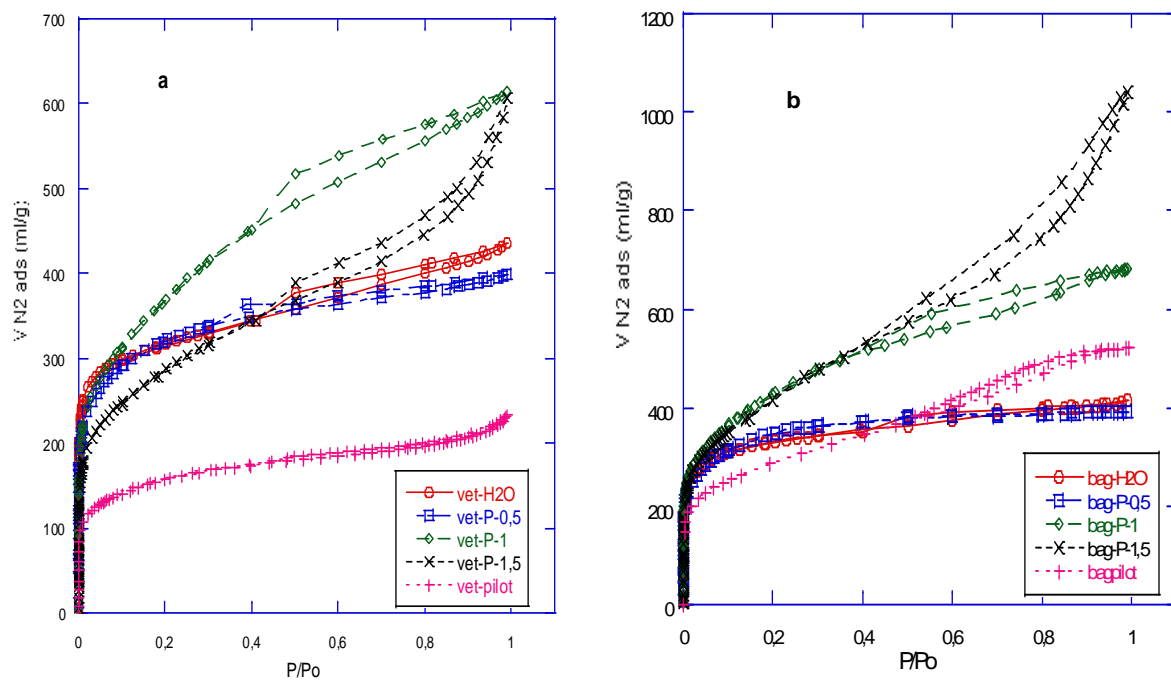 700
600
500
400
300
200
100
0
V N2 ads (ml/g)
a
vet-H2O
vet-P-0,5
vet-P-1
vet-P-1,5
vet-pilot
0 0,2 0,4 0,6 0,8 1
P/Po
1200
1000
800
600
400
200
0
V N2 ads (ml/g)
b
bag-H2O
bag-P-0,5
bag-P-1
bag-P-1,5
bagpilot
0 0,2 0,4 0,6 0,8 1
P/Po